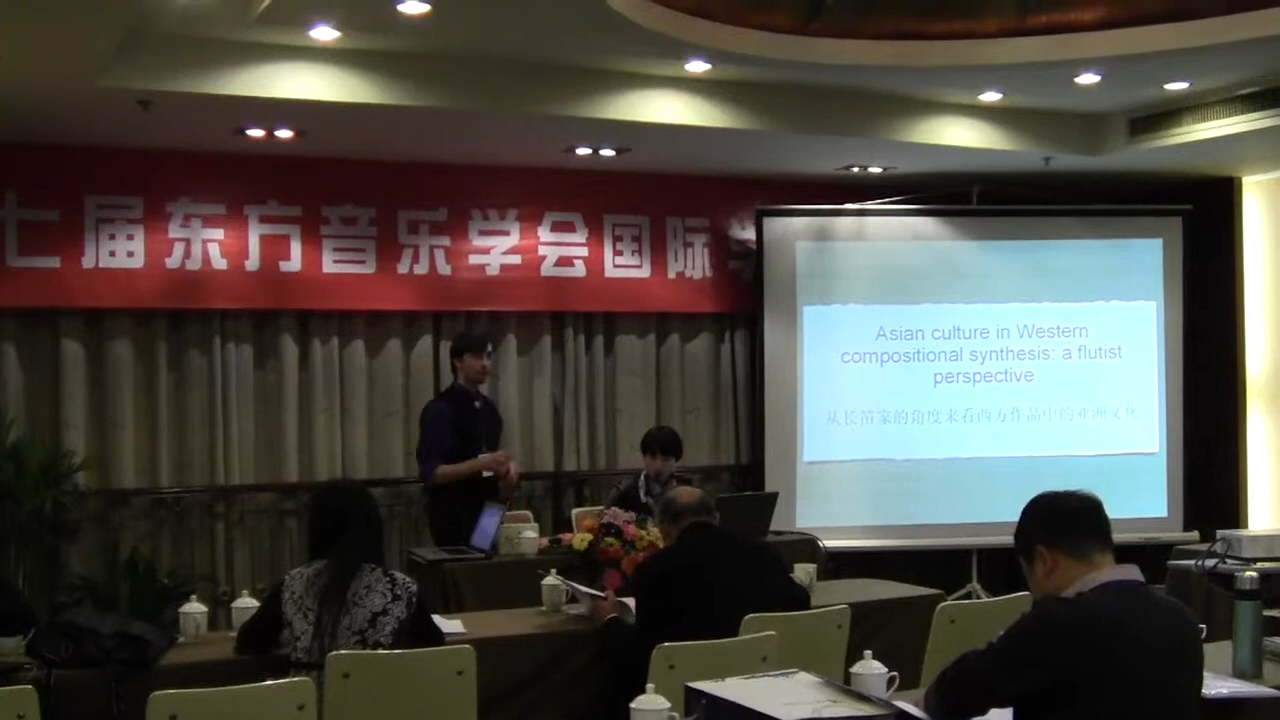 七届东方音乐学会国际学
Asian culture in Western
compositional synthesis: a flutist
perspective
从长笛家的角度来看西方作品中的亚洲文化